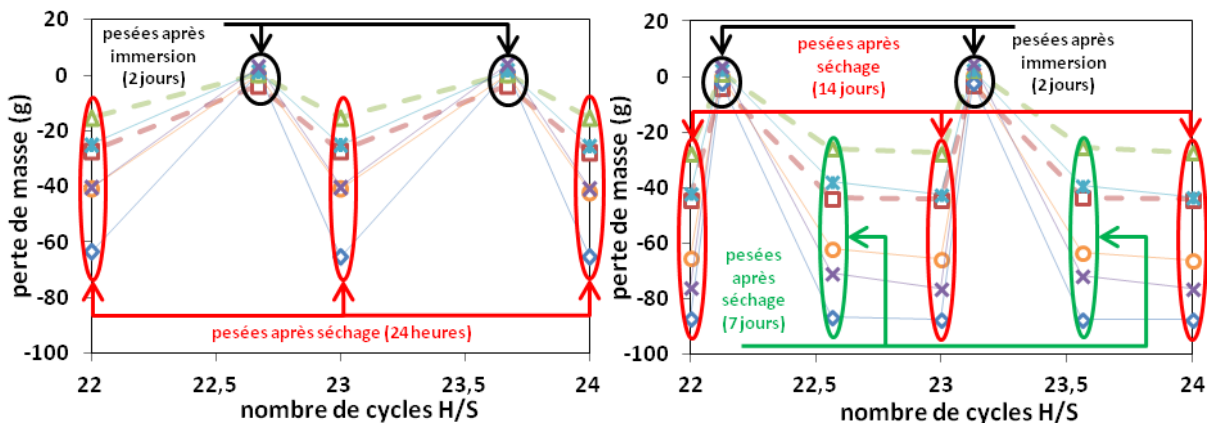 20
0
-20
-40
-60
-80
-100
perte de masse (g)
pesées après
immersion
(2 jours)
pesées après séchage (24 heures)
22
22,5
23
23,5
24
nombre de cycles H/S
20
0
-20
-40
-60
-80
-100
perte de masse (g)
pesées après
séchage
(14 jours)
pesées après
immersion
(2 jours)
pesées
après
séchage
(7 jours)
22
22,5
23
23,5
24
nombre de cycles H/S